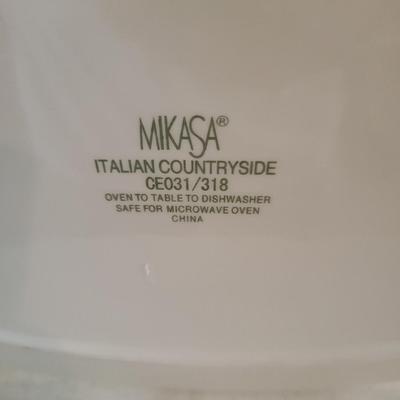 MIKASA®
ITALIAN COUNTRYSIDE
CE031/318
OVEN TO TABLE TO DISHWASHER
SAFE FOR MICROWAVE OVEN
CHINA